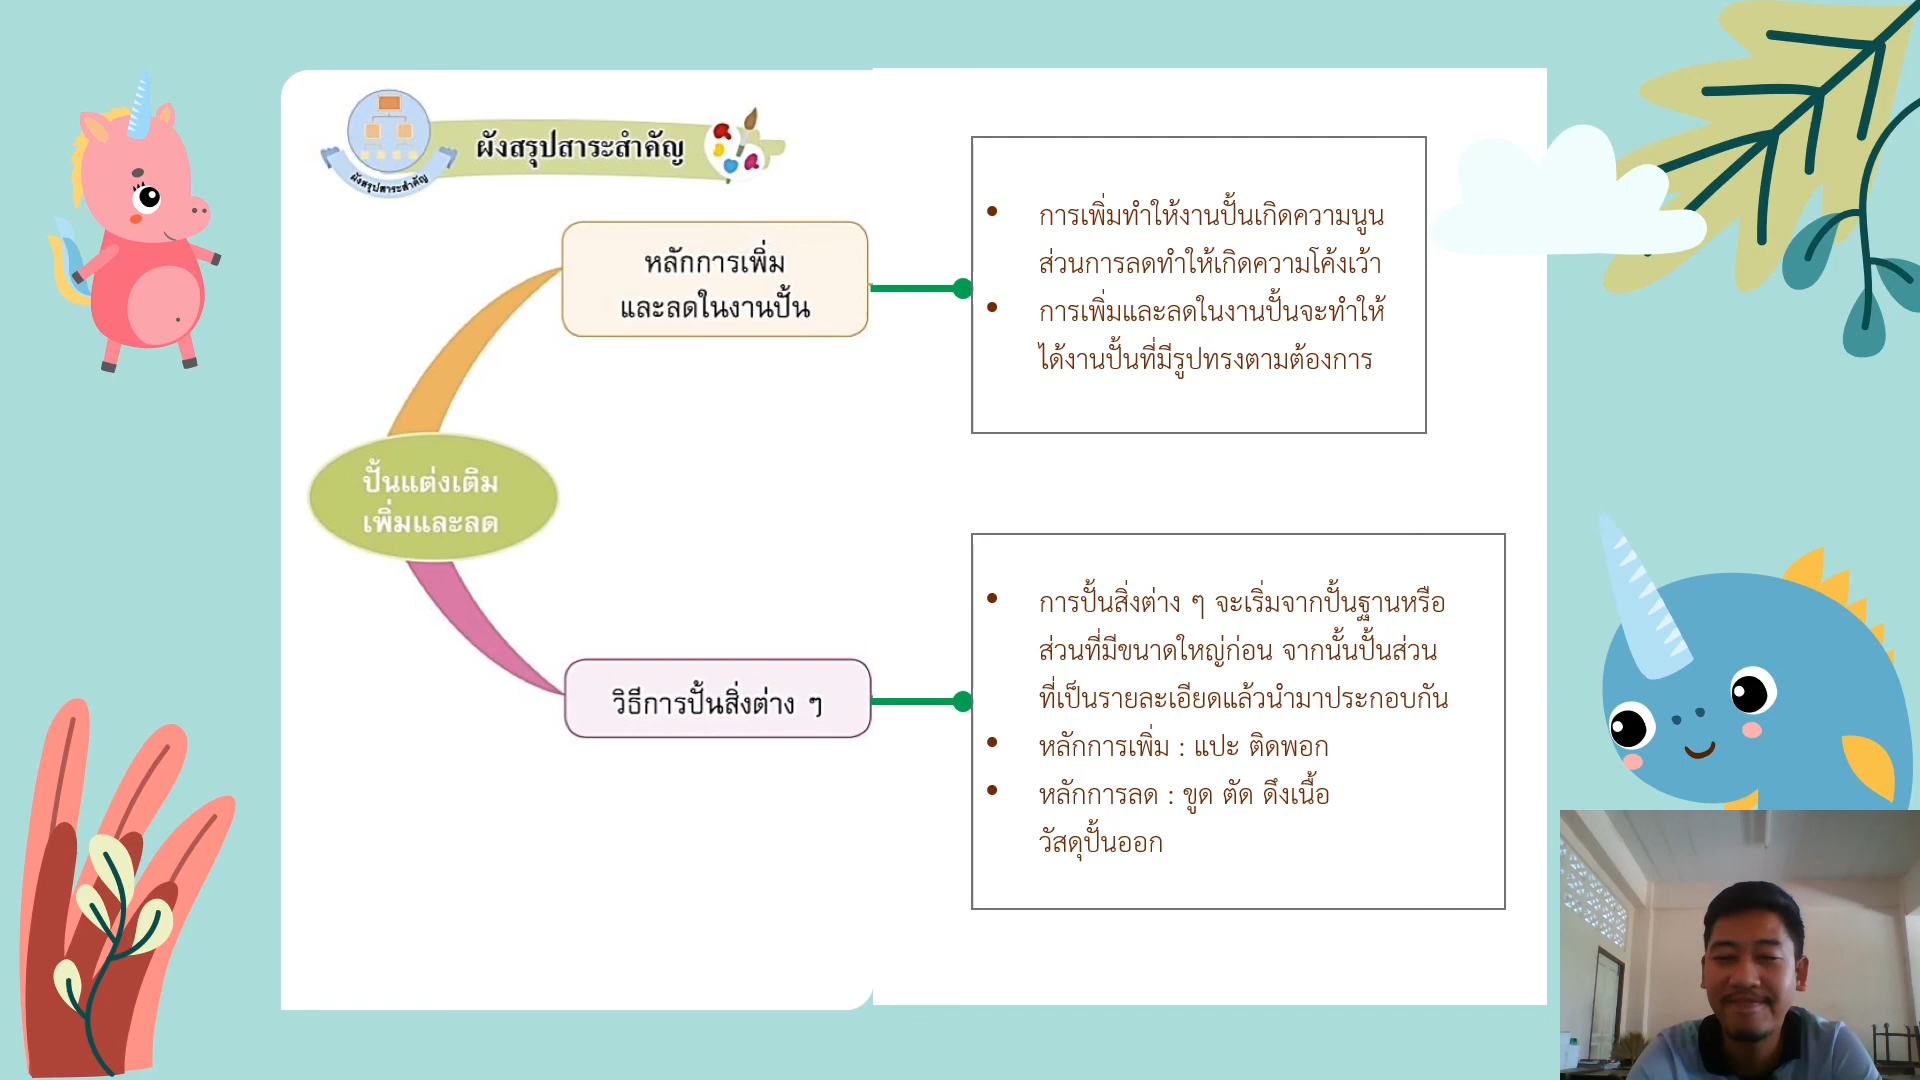 ผังสรุปสาระสำคัญ
ผังสรุปสาระสำคัญ
หลักการเพิ่ม
และลดในงานปั้น
การเพิ่มทำให้งานปั้นเกิดความนูน
ส่วนการลดทำให้เกิดความโค้งเว้า
การเพิ่มและลดในงานปั้นจะทำให้
ได้งานปั้นที่มีรูปทรงตามต้องการ
ปั้นแต่งเติม
เพิ่มและลด
วิธีการปั้นสิ่งต่าง ๆ
การปั้นสิ่งต่าง ๆ จะเริ่มจากปั้นฐานหรือ
ส่วนที่มีขนาดใหญ่ก่อน จากนั้นปั้นส่วน
ที่เป็นรายละเอียดแล้วนำมาประกอบกัน
หลักการเพิ่ม : แปะ ติดพอก
หลักการลด : ขูด ตัด ดึงเนื้อ
วัสดุปั้นออก